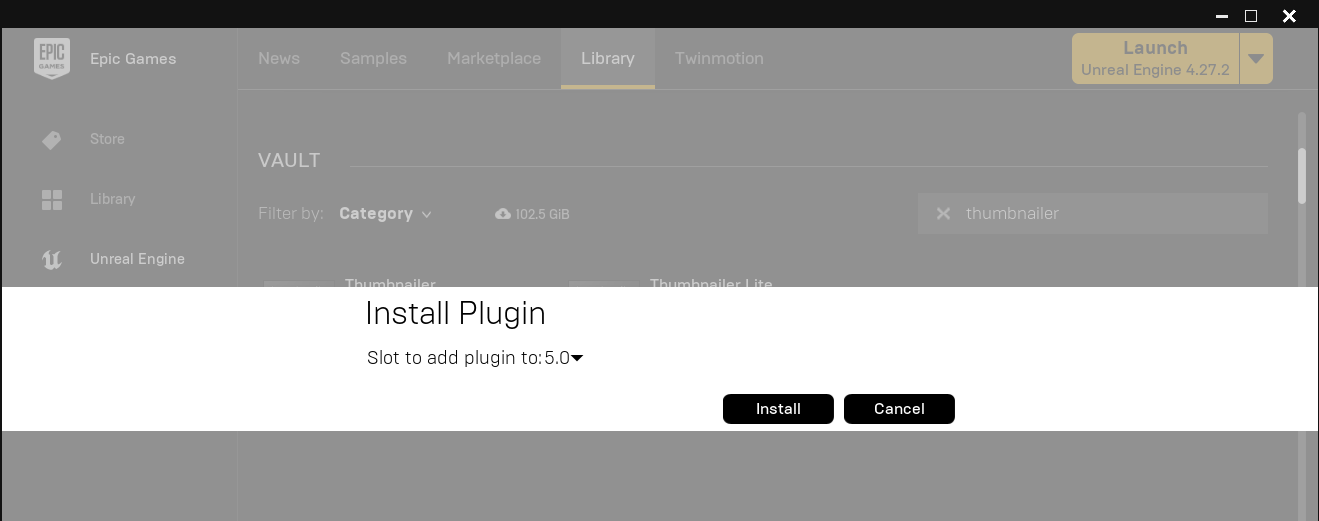 EPIC GAMES
Epic Games
News
Samples
Marketplace
Library
Twinmotion
Launch
Unreal Engine 4.27.2
Store
Library
Unreal Engine
VAULT
Filter by:
Category
102.5 GiB
thumbnailer
Thumbnailer
Thumbnailer Lite
Install Plugin
Slot to add plugin to: 5.0
Install
Cancel